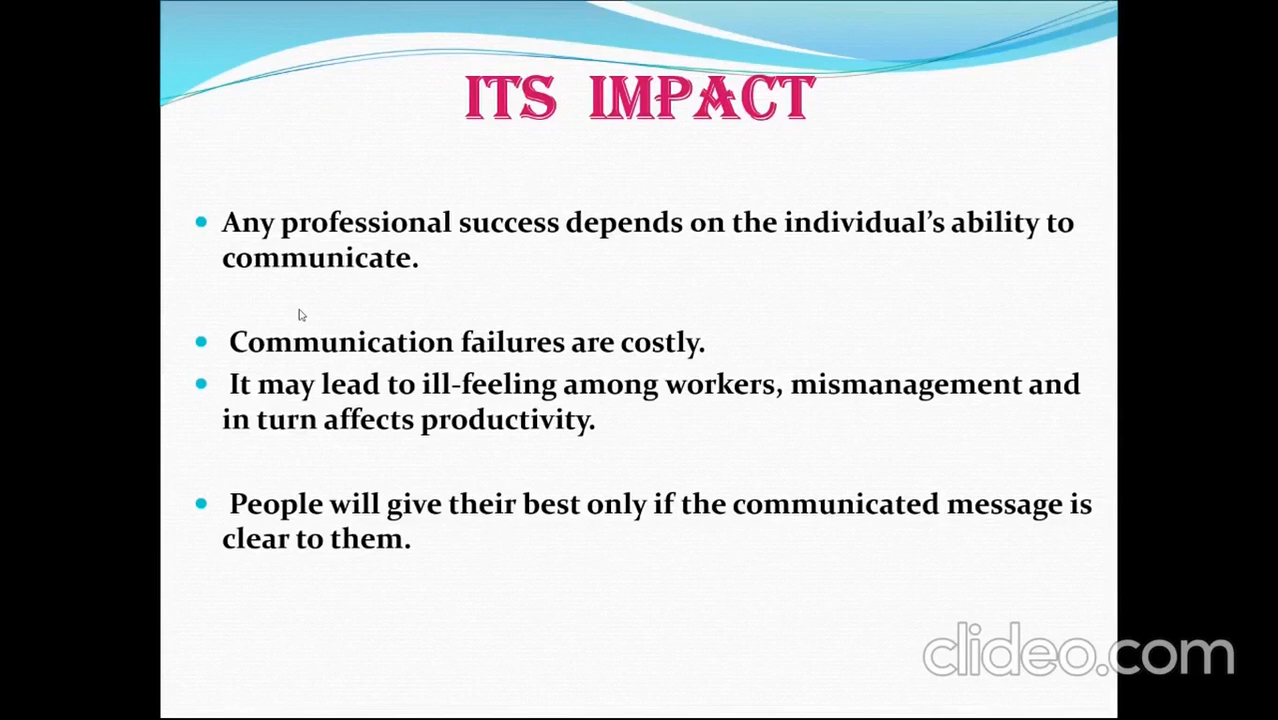 ITS IMPACT
• Any professional success depends on the individual’s ability to
communicate.
• Communication failures are costly.
• It may lead to ill-feeling among workers, mismanagement and
in turn affects productivity.
• People will give their best only if the communicated message is
clear to them.
clideo.com